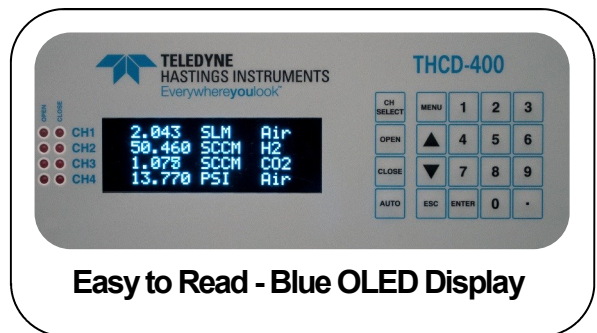 TELEDYNE
HASTINGS INSTRUMENTS
Everywhereyoulook™
THCD-400
OPEN CLOSE
CH1 2.043 SLM Air
CH2 50.460 SCCM H2
CH3 1.078 SCCM CO2
CH4 13.770 PSI Air
CH SELECT MENU 1 2 3
OPEN ▲ 4 5 6
CLOSE ▼ 7 8 9
AUTO ESC ENTER 0 .
Easy to Read - Blue OLED Display